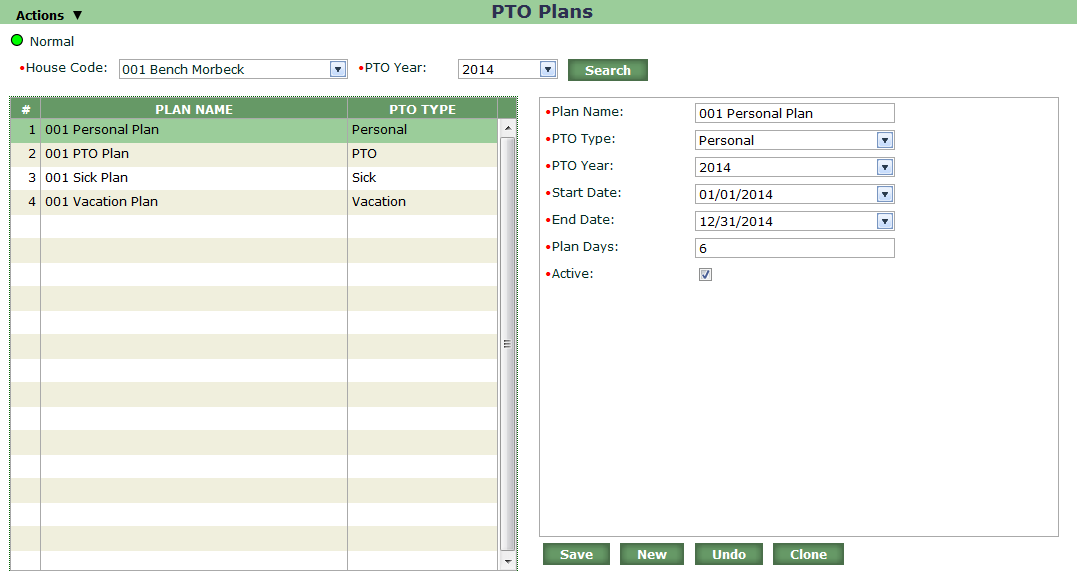 Actions ▼
PTO Plans
Normal
•House Code: 001 Bench Morbeck •PTO Year: 2014 Search
# PLAN NAME PTO TYPE
1 001 Personal Plan Personal
2 001 PTO Plan PTO
3 001 Sick Plan Sick
4 001 Vacation Plan Vacation
•Plan Name: 001 Personal Plan
•PTO Type: Personal
•PTO Year: 2014
•Start Date: 01/01/2014
•End Date: 12/31/2014
•Plan Days: 6
•Active:
Save New Undo Clone